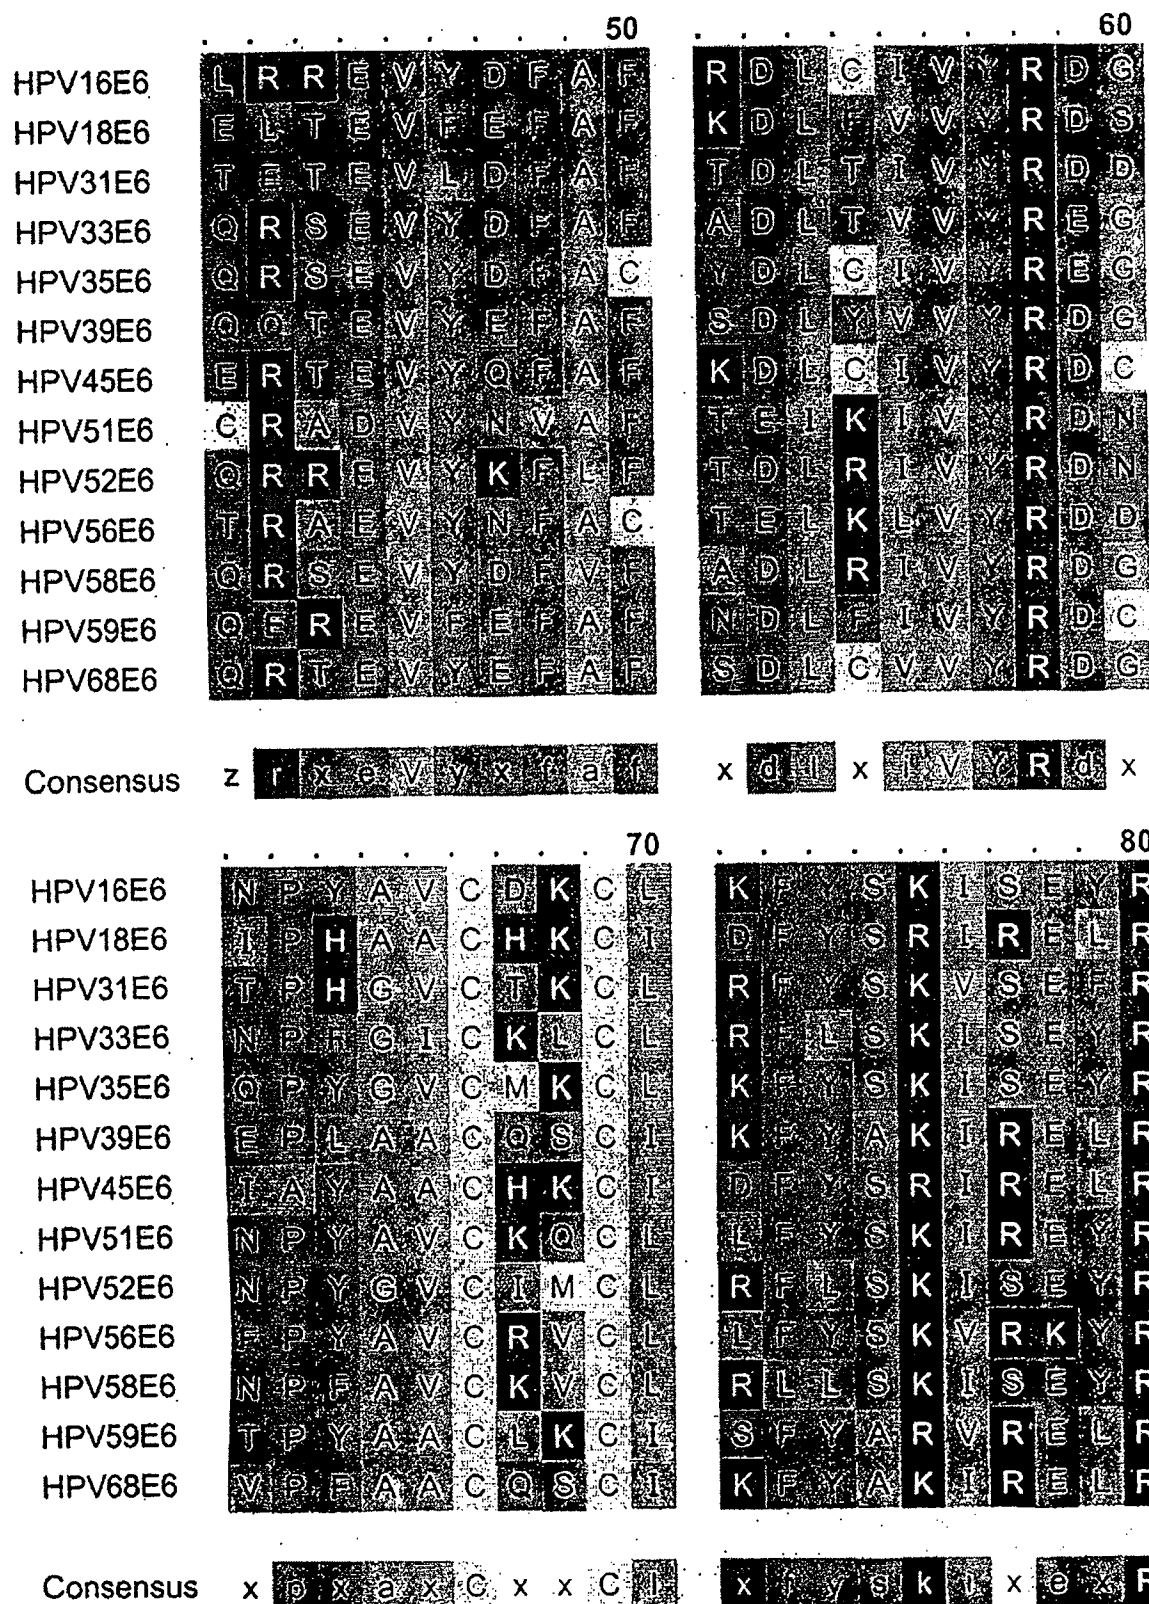 50 60
HPV16E6 L R R E V Y D F A F R D L C I V Y R D G
HPV18E6 E L T E V F E F A F K D L F V V Y R D S
HPV31E6 T E T E V L D F A F T D L T I V Y R D D
HPV33E6 Q R S E V Y D F A F A D L T V V Y R E G
HPV35E6 Q R S E V Y D F A C Y D L C I V Y R E G
HPV39E6 Q Q T E V Y E F A F S D L Y V V Y R D G
HPV45E6 E R T E V Y Q F A F K D L C I V Y R D C
HPV51E6 C R A D V Y N V A F T E I K I V Y R D N
HPV52E6 Q R R E V Y K F L F T D L R I V Y R D N
HPV56E6 T R A E V Y N F A C T E L K L V Y R D D
HPV58E6 Q R S E V Y D F V F A D L R I V Y R D G
HPV59E6 Q E R E V F E F A F N D L F I V Y R D C
HPV68E6 Q R T E V Y E F A F S D L C V V Y R D G
Consensus z r x e V y x f a f x d l x i V Y R d x
70 80
HPV16E6 N P Y A V C D K C L K F Y S K I S E Y R
HPV18E6 I P H A A C H K C I D F Y S R I R E L R
HPV31E6 T P H G V C T K C L R F Y S K V S E F R
HPV33E6 N P F G I C K L C L R F L S K I S E Y R
HPV35E6 Q P Y G V C M K C L K F Y S K I S E Y R
HPV39E6 E P L A A C Q S C I K F Y A K I R E L R
HPV45E6 I A Y A A C H K C I D F Y S R I R E L R
HPV51E6 N P Y A V C K Q C L L F Y S K I R E Y R
HPV52E6 N P Y G V C I M C L R F L S K I S E Y R
HPV56E6 F P Y A V C R V C L L F Y S K V R K Y R
HPV58E6 N P F A V C K V C L R L L S K I S E Y R
HPV59E6 T P Y A A C L K C I S F Y A R V R E L R
HPV68E6 V P F A A C Q S C I K F Y A K I R E L R
Consensus x p x a x C x x C l x f y s k i x e x R